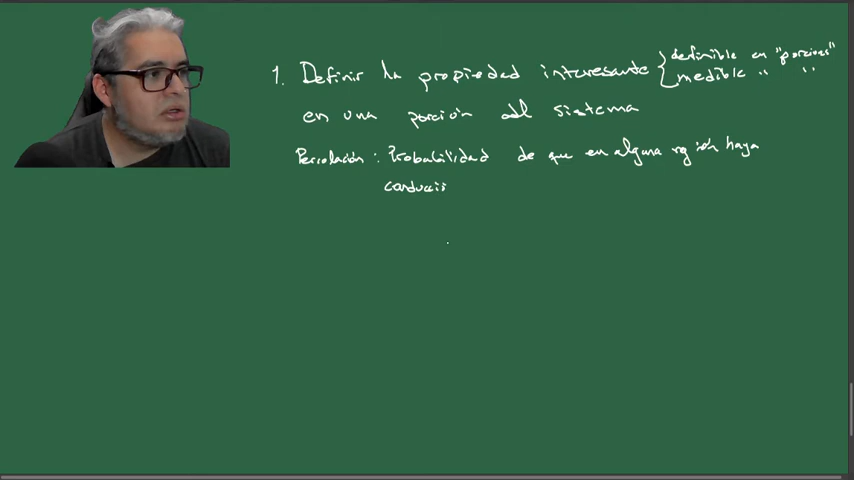 1. Definir la propiedad interesante { definible en "porciones"
medible " "
en una porción del sistema
Percolación : Probabilidad de que en alguna región haya
conducci